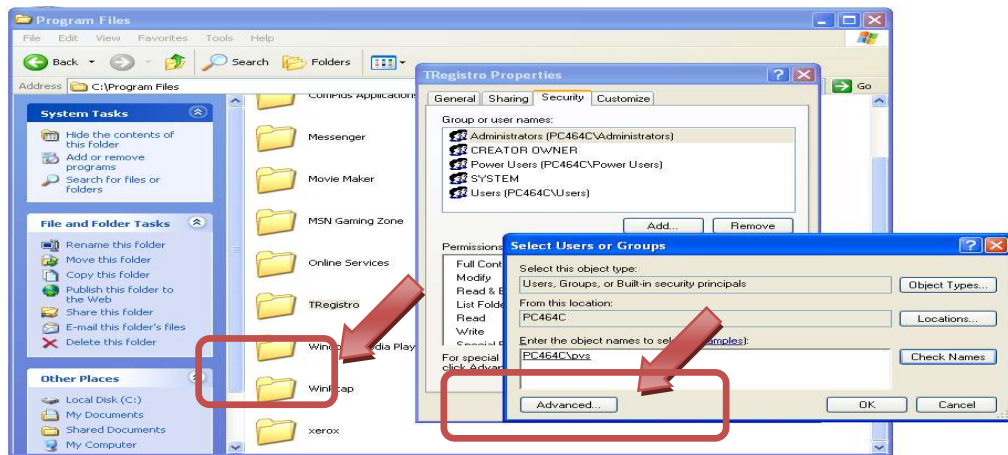 Program Files
File Edit View Favorites Tools Help
Back Search Folders
Address C:\Program Files Go
System Tasks
Hide the contents of
this folder
Add or remove
programs
Search for files or
folders
File and Folder Tasks
Rename this folder
Move this folder
Copy this folder
Publish this folder to
the Web
Share this folder
E-mail this folder's files
Delete this folder
Other Places
Local Disk (C:)
My Documents
Shared Documents
My Computer
ComPlus Applications
Messenger
Movie Maker
MSN Gaming Zone
Online Services
TRegistro
xerox
TRegistro Properties
General Sharing Security Customize
Group or user names:
Administrators (PC464C\Administrators)
CREATOR OWNER
Power Users (PC464C\Power Users)
SYSTEM
Users (PC464C\Users)
Add... Remove
Permissions
Full Cont
Modify
Read & E
List Folde
Read
Write
For special
click Advan
Select Users or Groups
Select this object type:
Users, Groups, or Built-in security principals
Object Types...
From this location:
PC464C
Locations...
Enter the object names to
PC464C\pvs
Check Names
Advanced...
OK Cancel